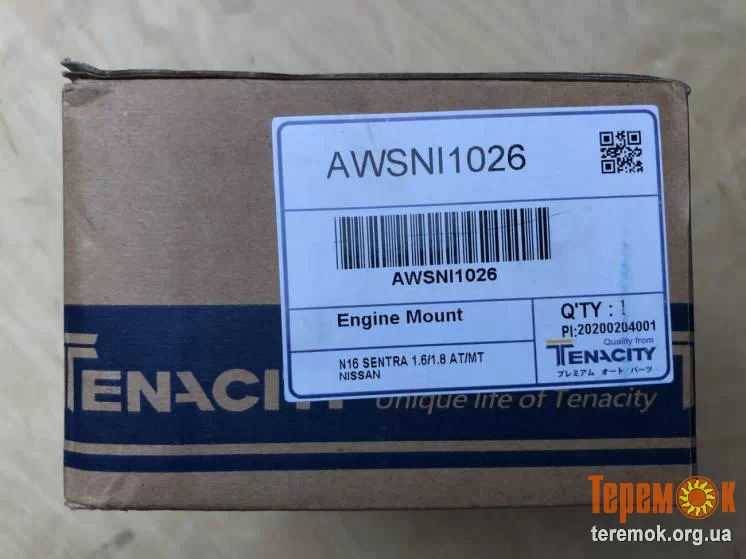 AWSNI1026
AWSNI1026
Engine Mount
Q'TY : 1
PI:20200204001
N16 SENTRA 1.6/1.8 AT/MT
NISSAN
Quality from
TENACITY
プレミアム オート パーツ
TENACITY
Unique life of Tenacity
Теремок
teremok.org.ua